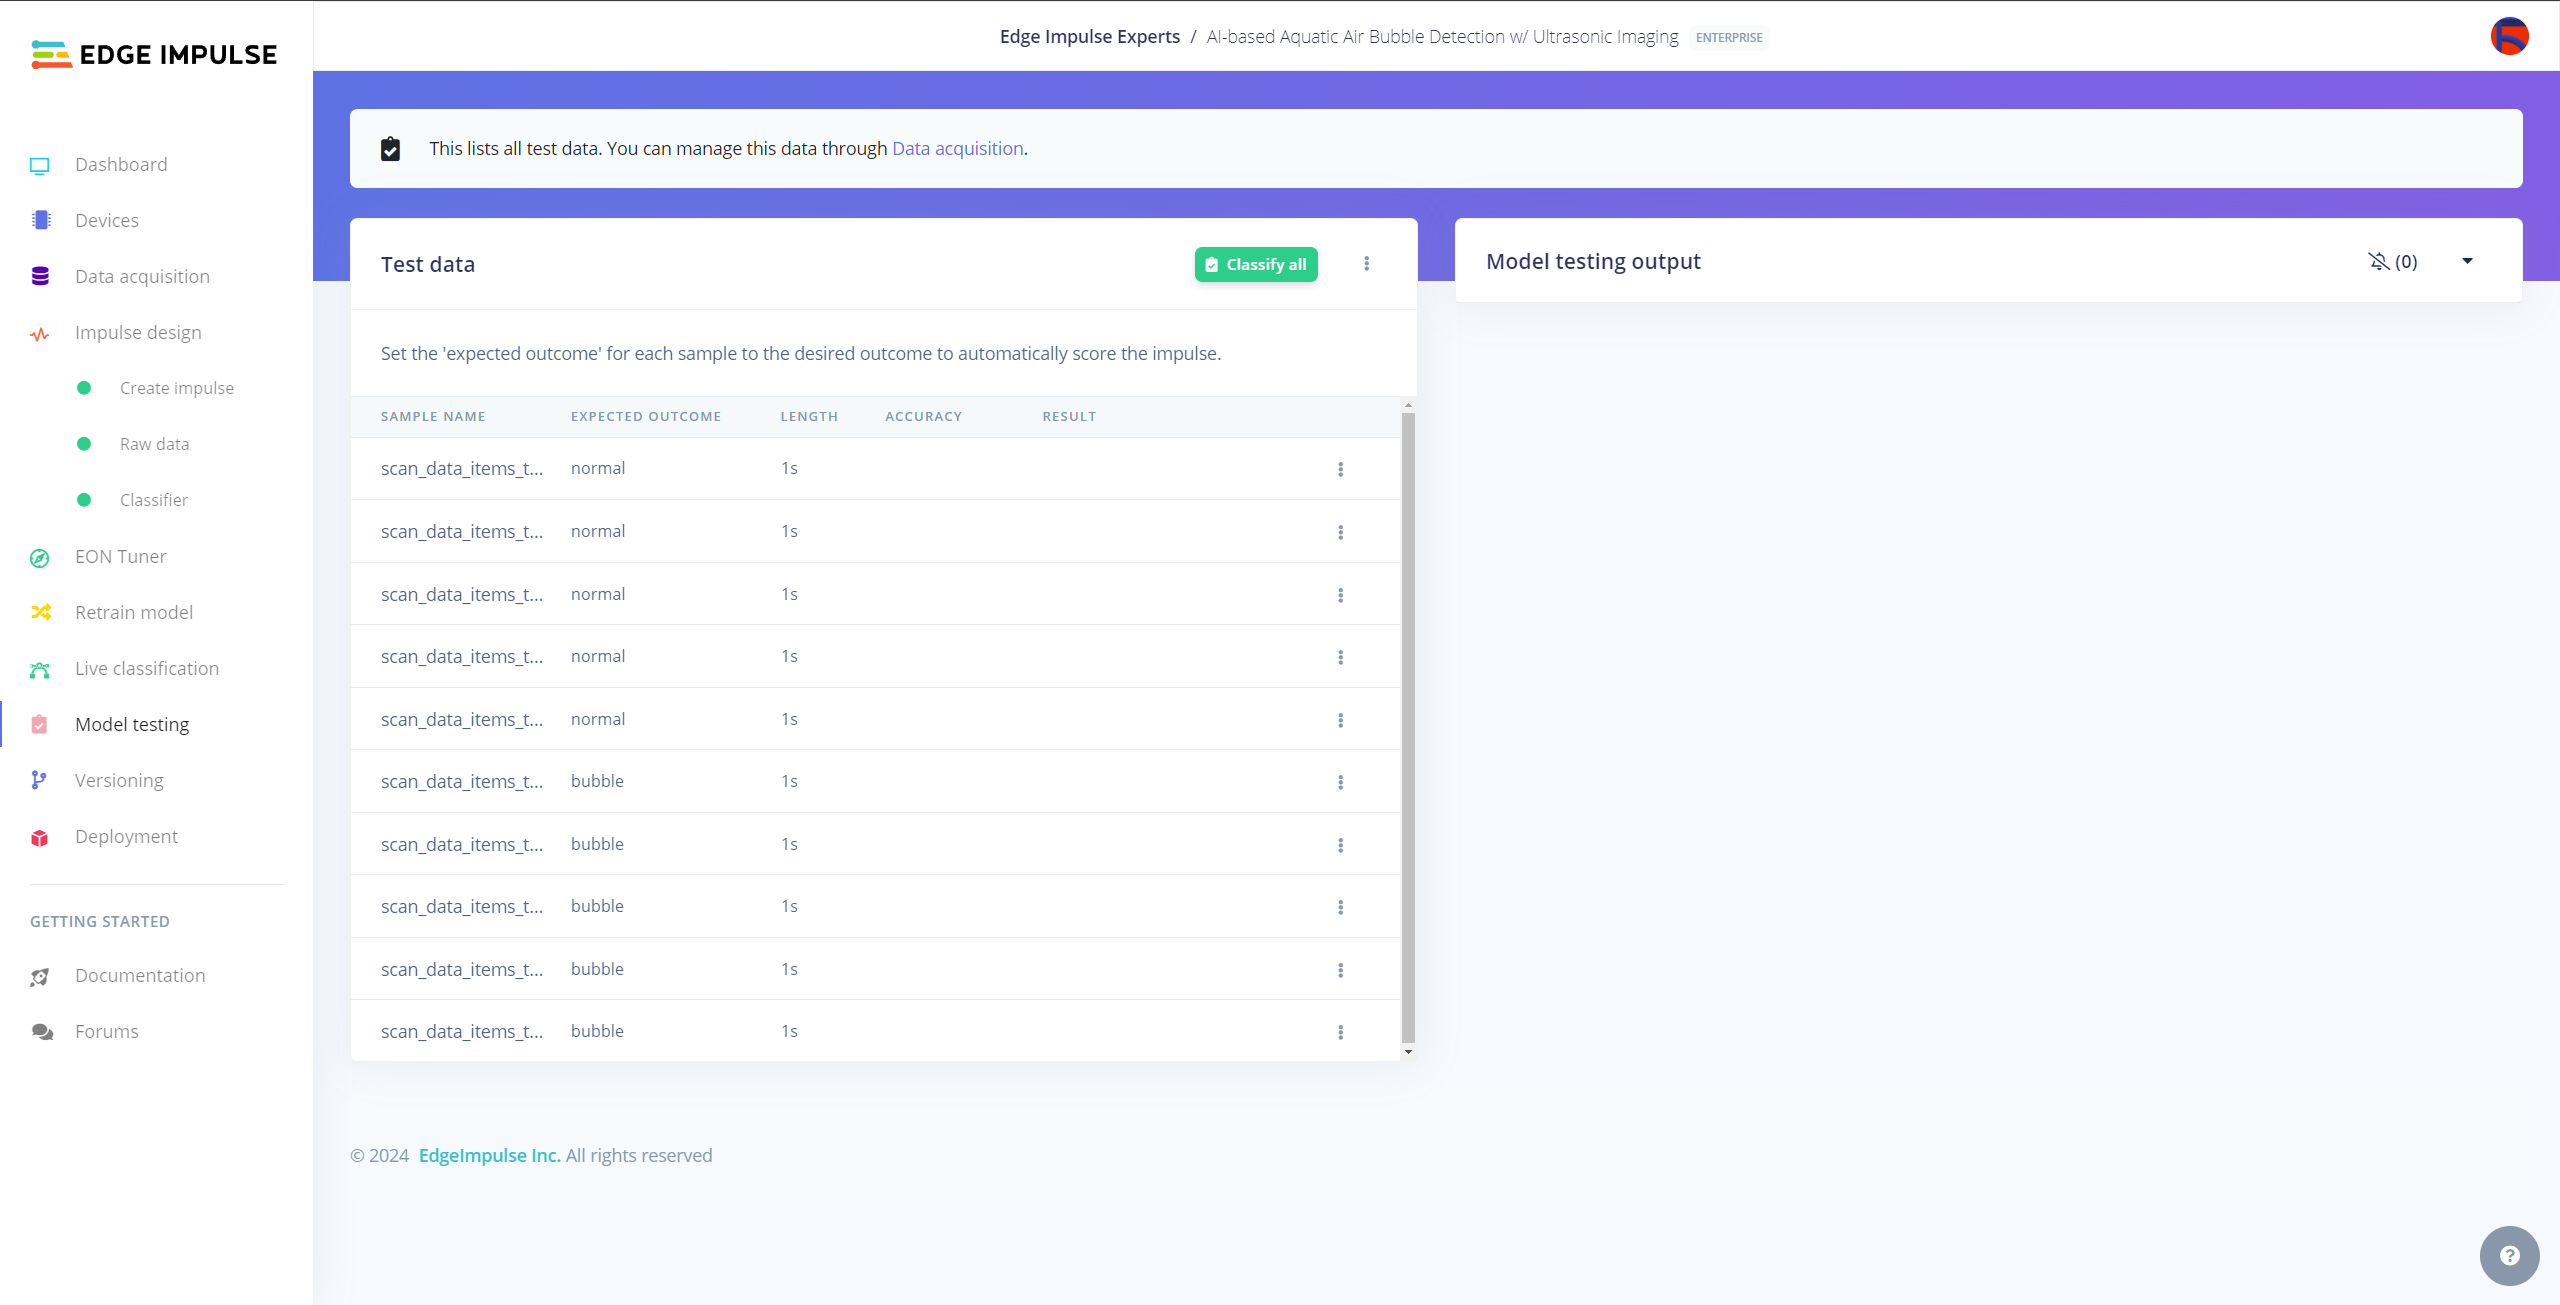 EDGE IMPULSE
Edge Impulse Experts / AI-based Aquatic Air Bubble Detection w/ Ultrasonic Imaging ENTERPRISE
Dashboard
Devices
Data acquisition
Impulse design
Create impulse
Raw data
Classifier
EON Tuner
Retrain model
Live classification
Model testing
Versioning
Deployment
GETTING STARTED
Documentation
Forums
This lists all test data. You can manage this data through Data acquisition.
Test data
Classify all
Set the 'expected outcome' for each sample to the desired outcome to automatically score the impulse.
SAMPLE NAME EXPECTED OUTCOME LENGTH ACCURACY RESULT
scan_data_items_t... normal 1s
scan_data_items_t... normal 1s
scan_data_items_t... normal 1s
scan_data_items_t... normal 1s
scan_data_items_t... normal 1s
scan_data_items_t... bubble 1s
scan_data_items_t... bubble 1s
scan_data_items_t... bubble 1s
scan_data_items_t... bubble 1s
scan_data_items_t... bubble 1s
Model testing output
(0)
© 2024 EdgeImpulse Inc. All rights reserved
?